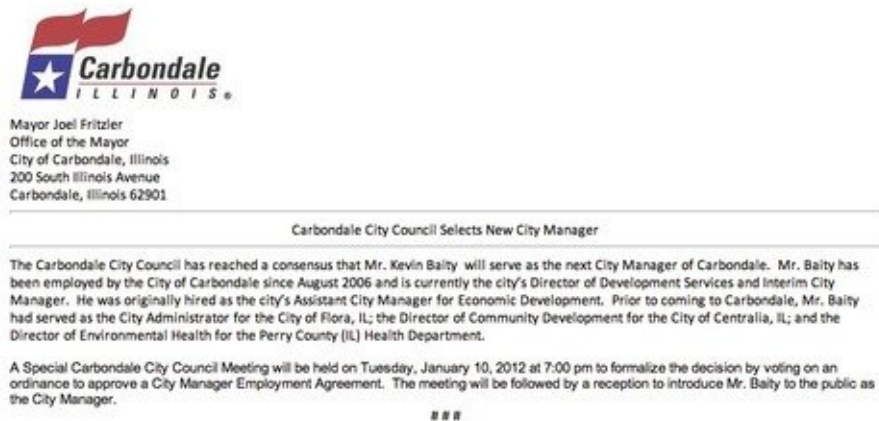 Carbondale
ILLINOIS®
Mayor Joel Fritzler
Office of the Mayor
City of Carbondale, Illinois
200 South Illinois Avenue
Carbondale, Illinois 62901
Carbondale City Council Selects New City Manager
The Carbondale City Council has reached a consensus that Mr. Kevin Baity will serve as the next City Manager of Carbondale. Mr. Baity has
been employed by the City of Carbondale since August 2006 and is currently the city's Director of Development Services and Interim City
Manager. He was originally hired as the city's Assistant City Manager for Economic Development. Prior to coming to Carbondale, Mr. Baity
had served as the City Administrator for the City of Flora, IL; the Director of Community Development for the City of Centralia, IL; and the
Director of Environmental Health for the Perry County (IL) Health Department.
A Special Carbondale City Council Meeting will be held on Tuesday, January 10, 2012 at 7:00 pm to formalize the decision by voting on an
ordinance to approve a City Manager Employment Agreement. The meeting will be followed by a reception to introduce Mr. Baity to the public as
the City Manager.
# # #